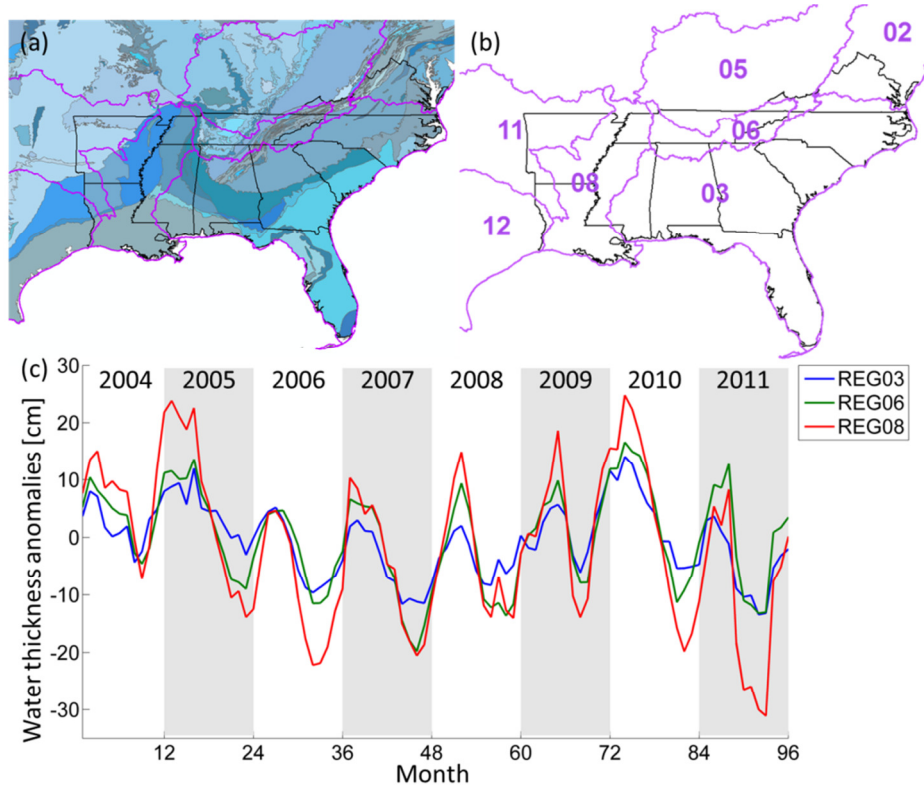 (a)
(b)
02
05
11
06
08
03
12
(c)
Water thickness anomalies [cm]
30
20
10
0
-10
-20
-30
2004 2005 2006 2007 2008 2009 2010 2011
REG03
REG06
REG08
12 24 36 48 60 72 84 96
Month